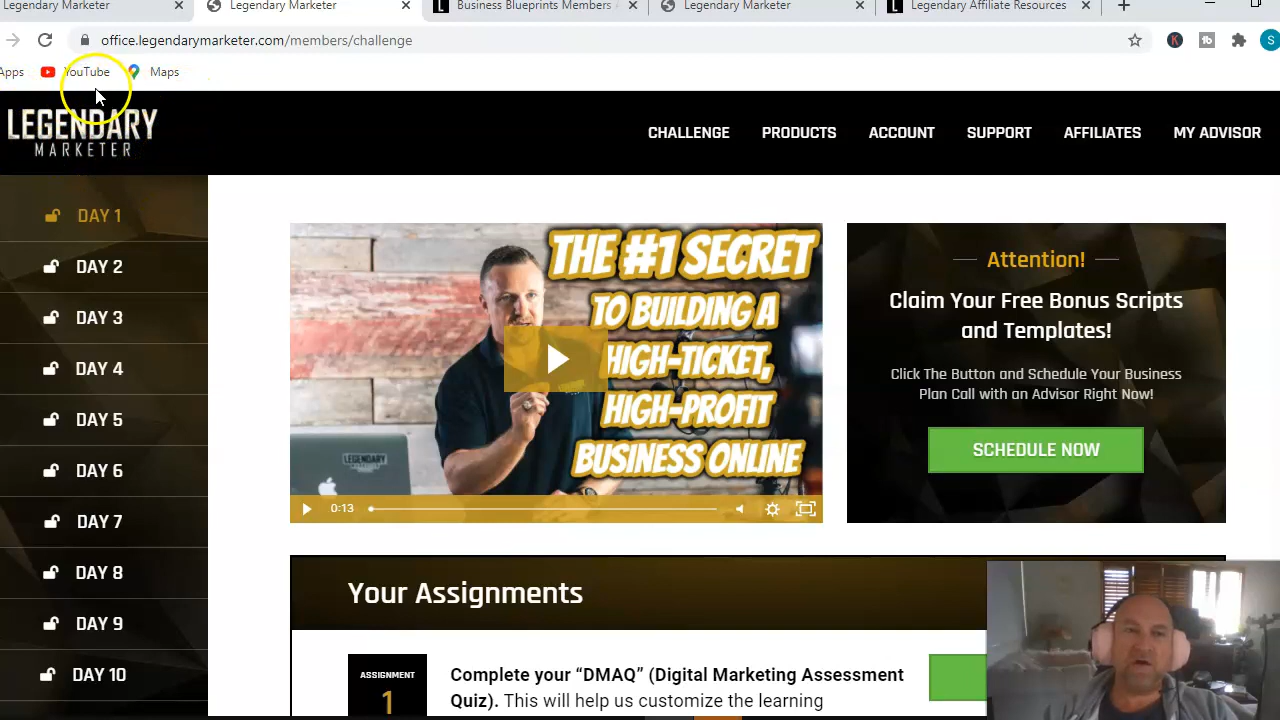 Legendary Marketer ×
Legendary Marketer ×
Business Blueprints Members ×
Legendary Marketer ×
Legendary Affiliate Resources ×
office.legendarymarketer.com/members/challenge
K
tb
S
Apps
YouTube
Maps
LEGENDARY
MARKETER
CHALLENGE PRODUCTS ACCOUNT SUPPORT AFFILIATES MY ADVISOR
DAY 1
DAY 2
DAY 3
DAY 4
DAY 5
DAY 6
DAY 7
DAY 8
DAY 9
DAY 10
THE #1 SECRET
TO BUILDING A
HIGH-TICKET,
HIGH-PROFIT
BUSINESS ONLINE
LEGENDARY
MARKETER
0:13
Attention!
Claim Your Free Bonus Scripts
and Templates!
Click The Button and Schedule Your Business
Plan Call with an Advisor Right Now!
SCHEDULE NOW
Your Assignments
ASSIGNMENT
1
Complete your “DMAQ” (Digital Marketing Assessment
Quiz). This will help us customize the learning